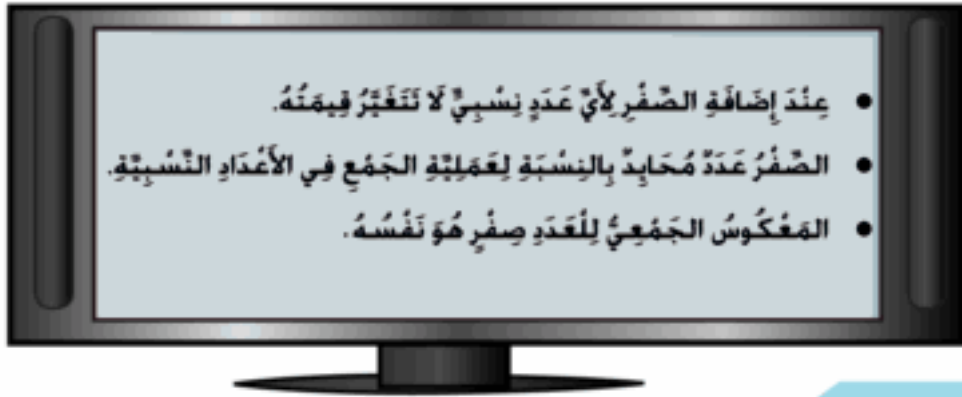 • عِنْدَ إِضَافَةِ الصِّفْرِ لِأَيِّ عَدَدٍ نِسْبِيٍّ لَا تَتَغَيَّرُ قِيمَتُهُ.
• الصِّفْرُ عَدَدٌ مُحَايِدٌ بِالنِسْبَةِ لِعَمَلِيَّةِ الجَمْعِ فِي الأَعْدَادِ النِّسْبِيَّةِ.
• المَعْكُوسُ الجَمْعِيُّ لِلْعَدَدِ صِفْرٍ هُوَ نَفْسُهُ.